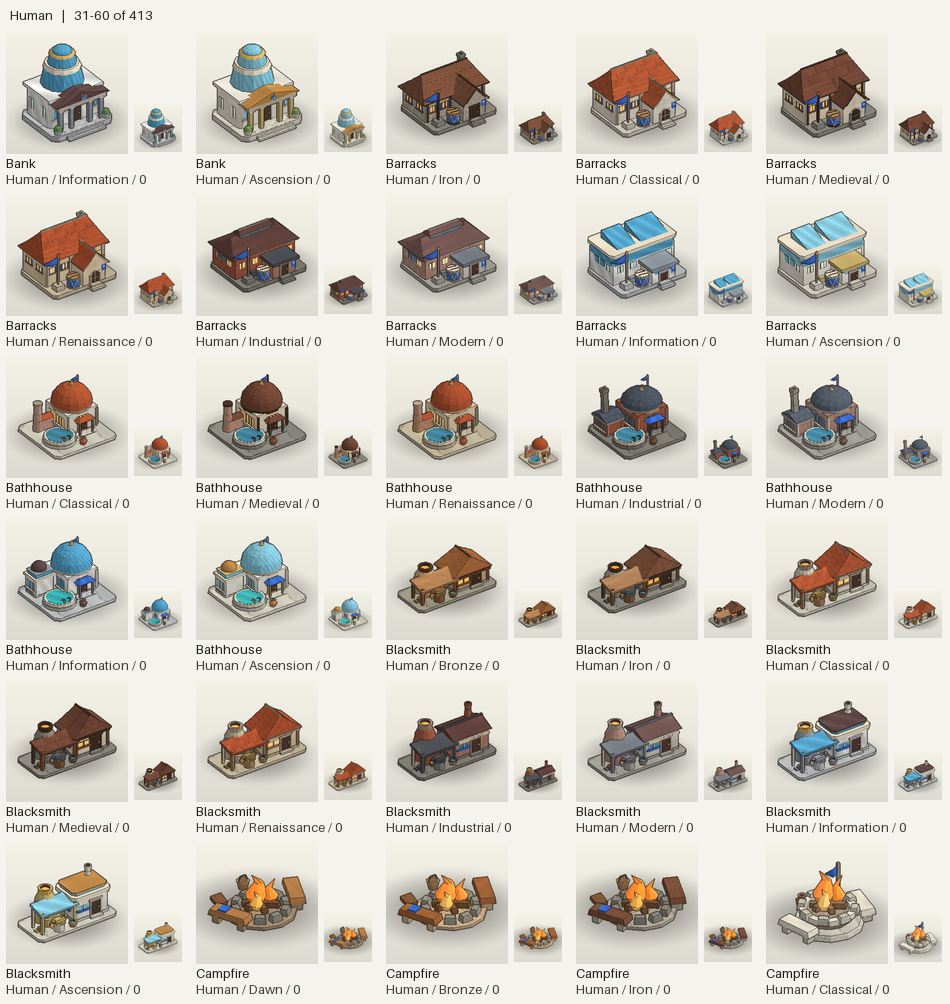 Human | 31-60 of 413
Bank
Human / Information / 0
Bank
Human / Ascension / 0
Barracks
Human / Iron / 0
Barracks
Human / Classical / 0
Barracks
Human / Medieval / 0
Barracks
Human / Renaissance / 0
Barracks
Human / Industrial / 0
Barracks
Human / Modern / 0
Barracks
Human / Information / 0
Barracks
Human / Ascension / 0
Bathhouse
Human / Classical / 0
Bathhouse
Human / Medieval / 0
Bathhouse
Human / Renaissance / 0
Bathhouse
Human / Industrial / 0
Bathhouse
Human / Modern / 0
Bathhouse
Human / Information / 0
Bathhouse
Human / Ascension / 0
Blacksmith
Human / Bronze / 0
Blacksmith
Human / Iron / 0
Blacksmith
Human / Classical / 0
Blacksmith
Human / Medieval / 0
Blacksmith
Human / Renaissance / 0
Blacksmith
Human / Industrial / 0
Blacksmith
Human / Modern / 0
Blacksmith
Human / Information / 0
Blacksmith
Human / Ascension / 0
Campfire
Human / Dawn / 0
Campfire
Human / Bronze / 0
Campfire
Human / Iron / 0
Campfire
Human / Classical / 0